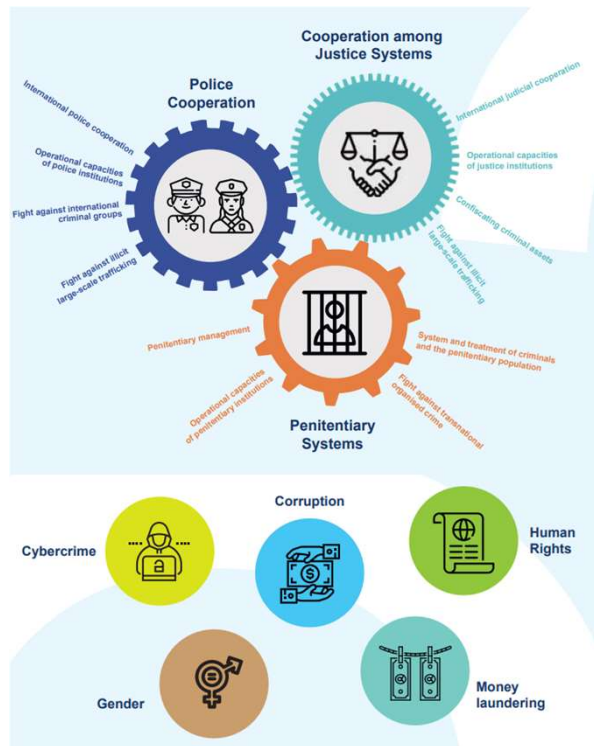 Cooperation among
Justice Systems
Police
Cooperation
International police cooperation
Operational capacities
of police institutions
Fight against international
criminal groups
Fight against illicit
large-scale trafficking
International judicial cooperation
Operational capacities
of justice institutions
Confiscating criminal assets
Fight against illicit
large-scale trafficking
Penitentiary management
Operational capacities
of penitentiary institutions
System and treatment of criminals
and the penitentiary population
Fight against transnational
organised crime
Penitentiary
Systems
Cybercrime
Corruption
$
Human
Rights
Gender
Money
laundering